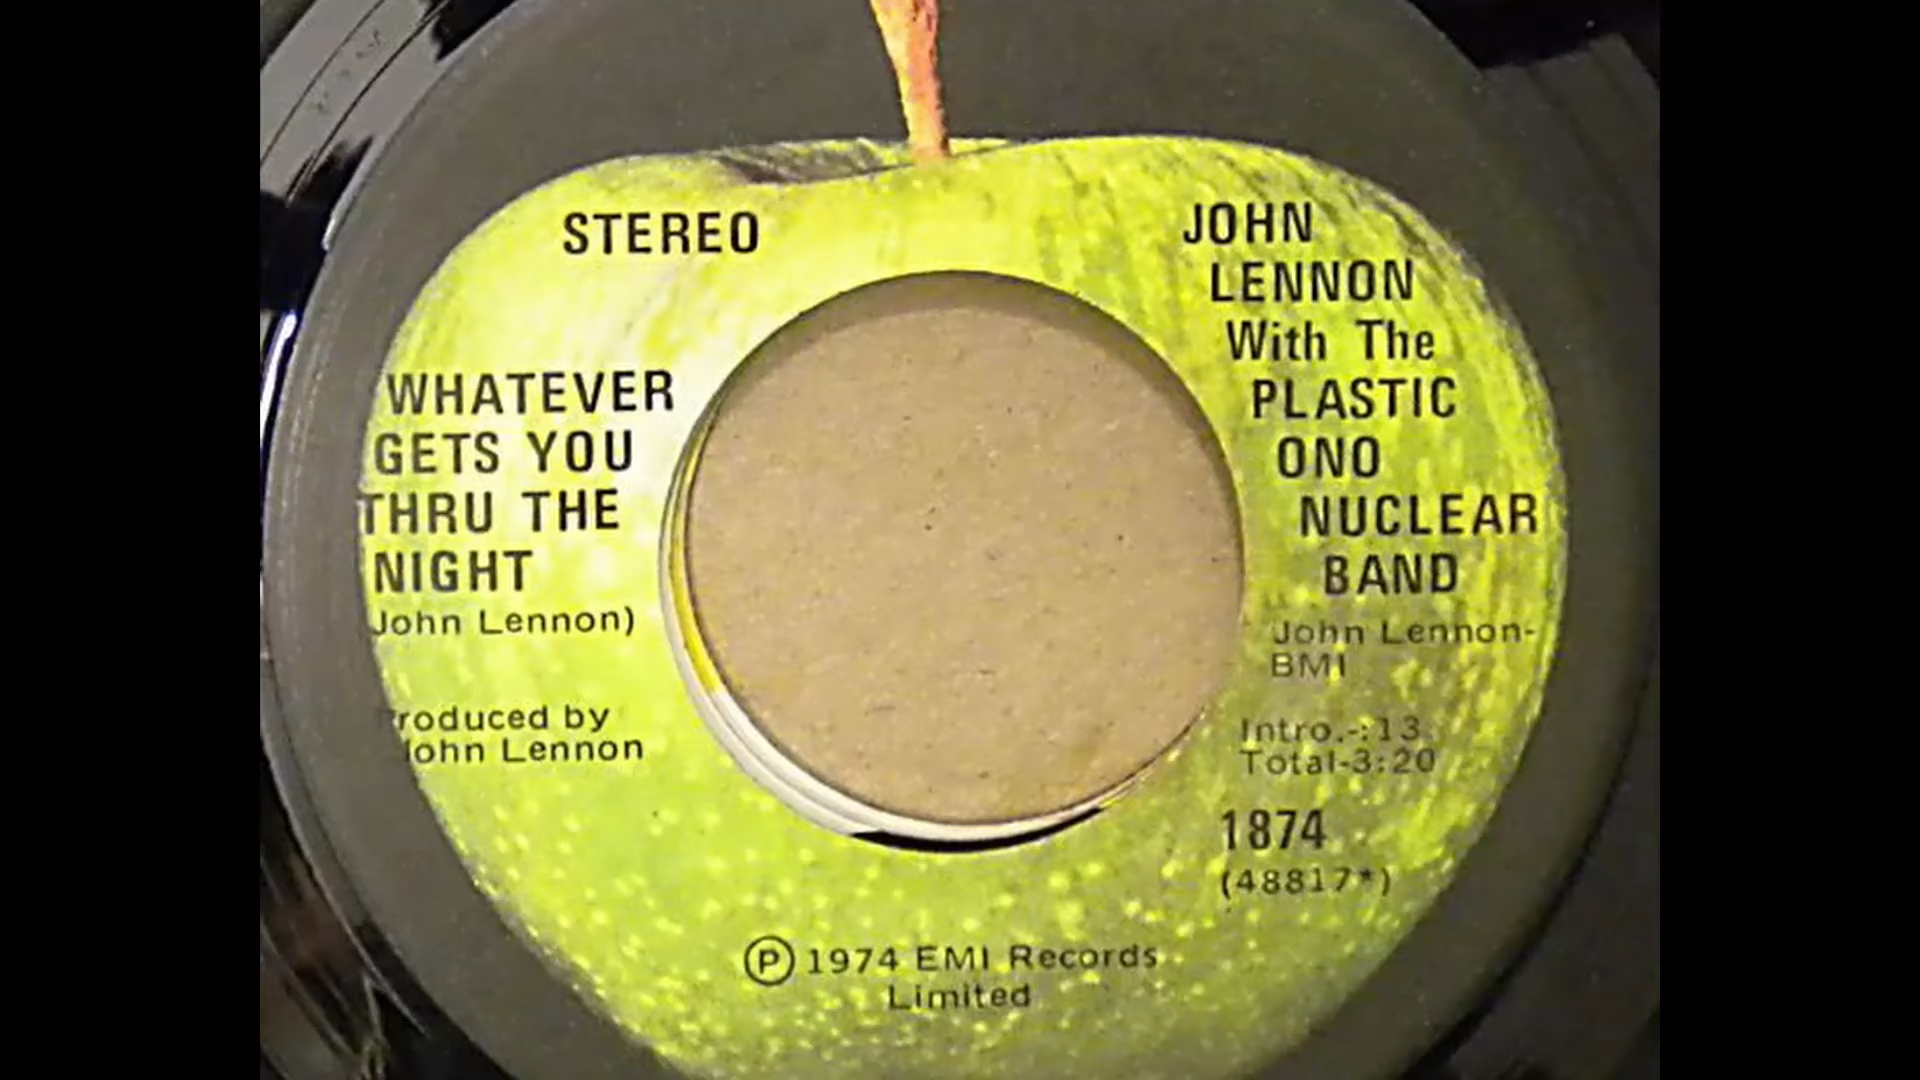 STEREO
WHATEVER
GETS YOU
THRU THE
NIGHT
John Lennon)
roduced by
John Lennon
JOHN
LENNON
With The
PLASTIC
ONO
NUCLEAR
BAND
John Lennon-
BMI
Intro.-:13
Total-3:20
1874
(48817*)
Ⓟ 1974 EMI Records
Limited